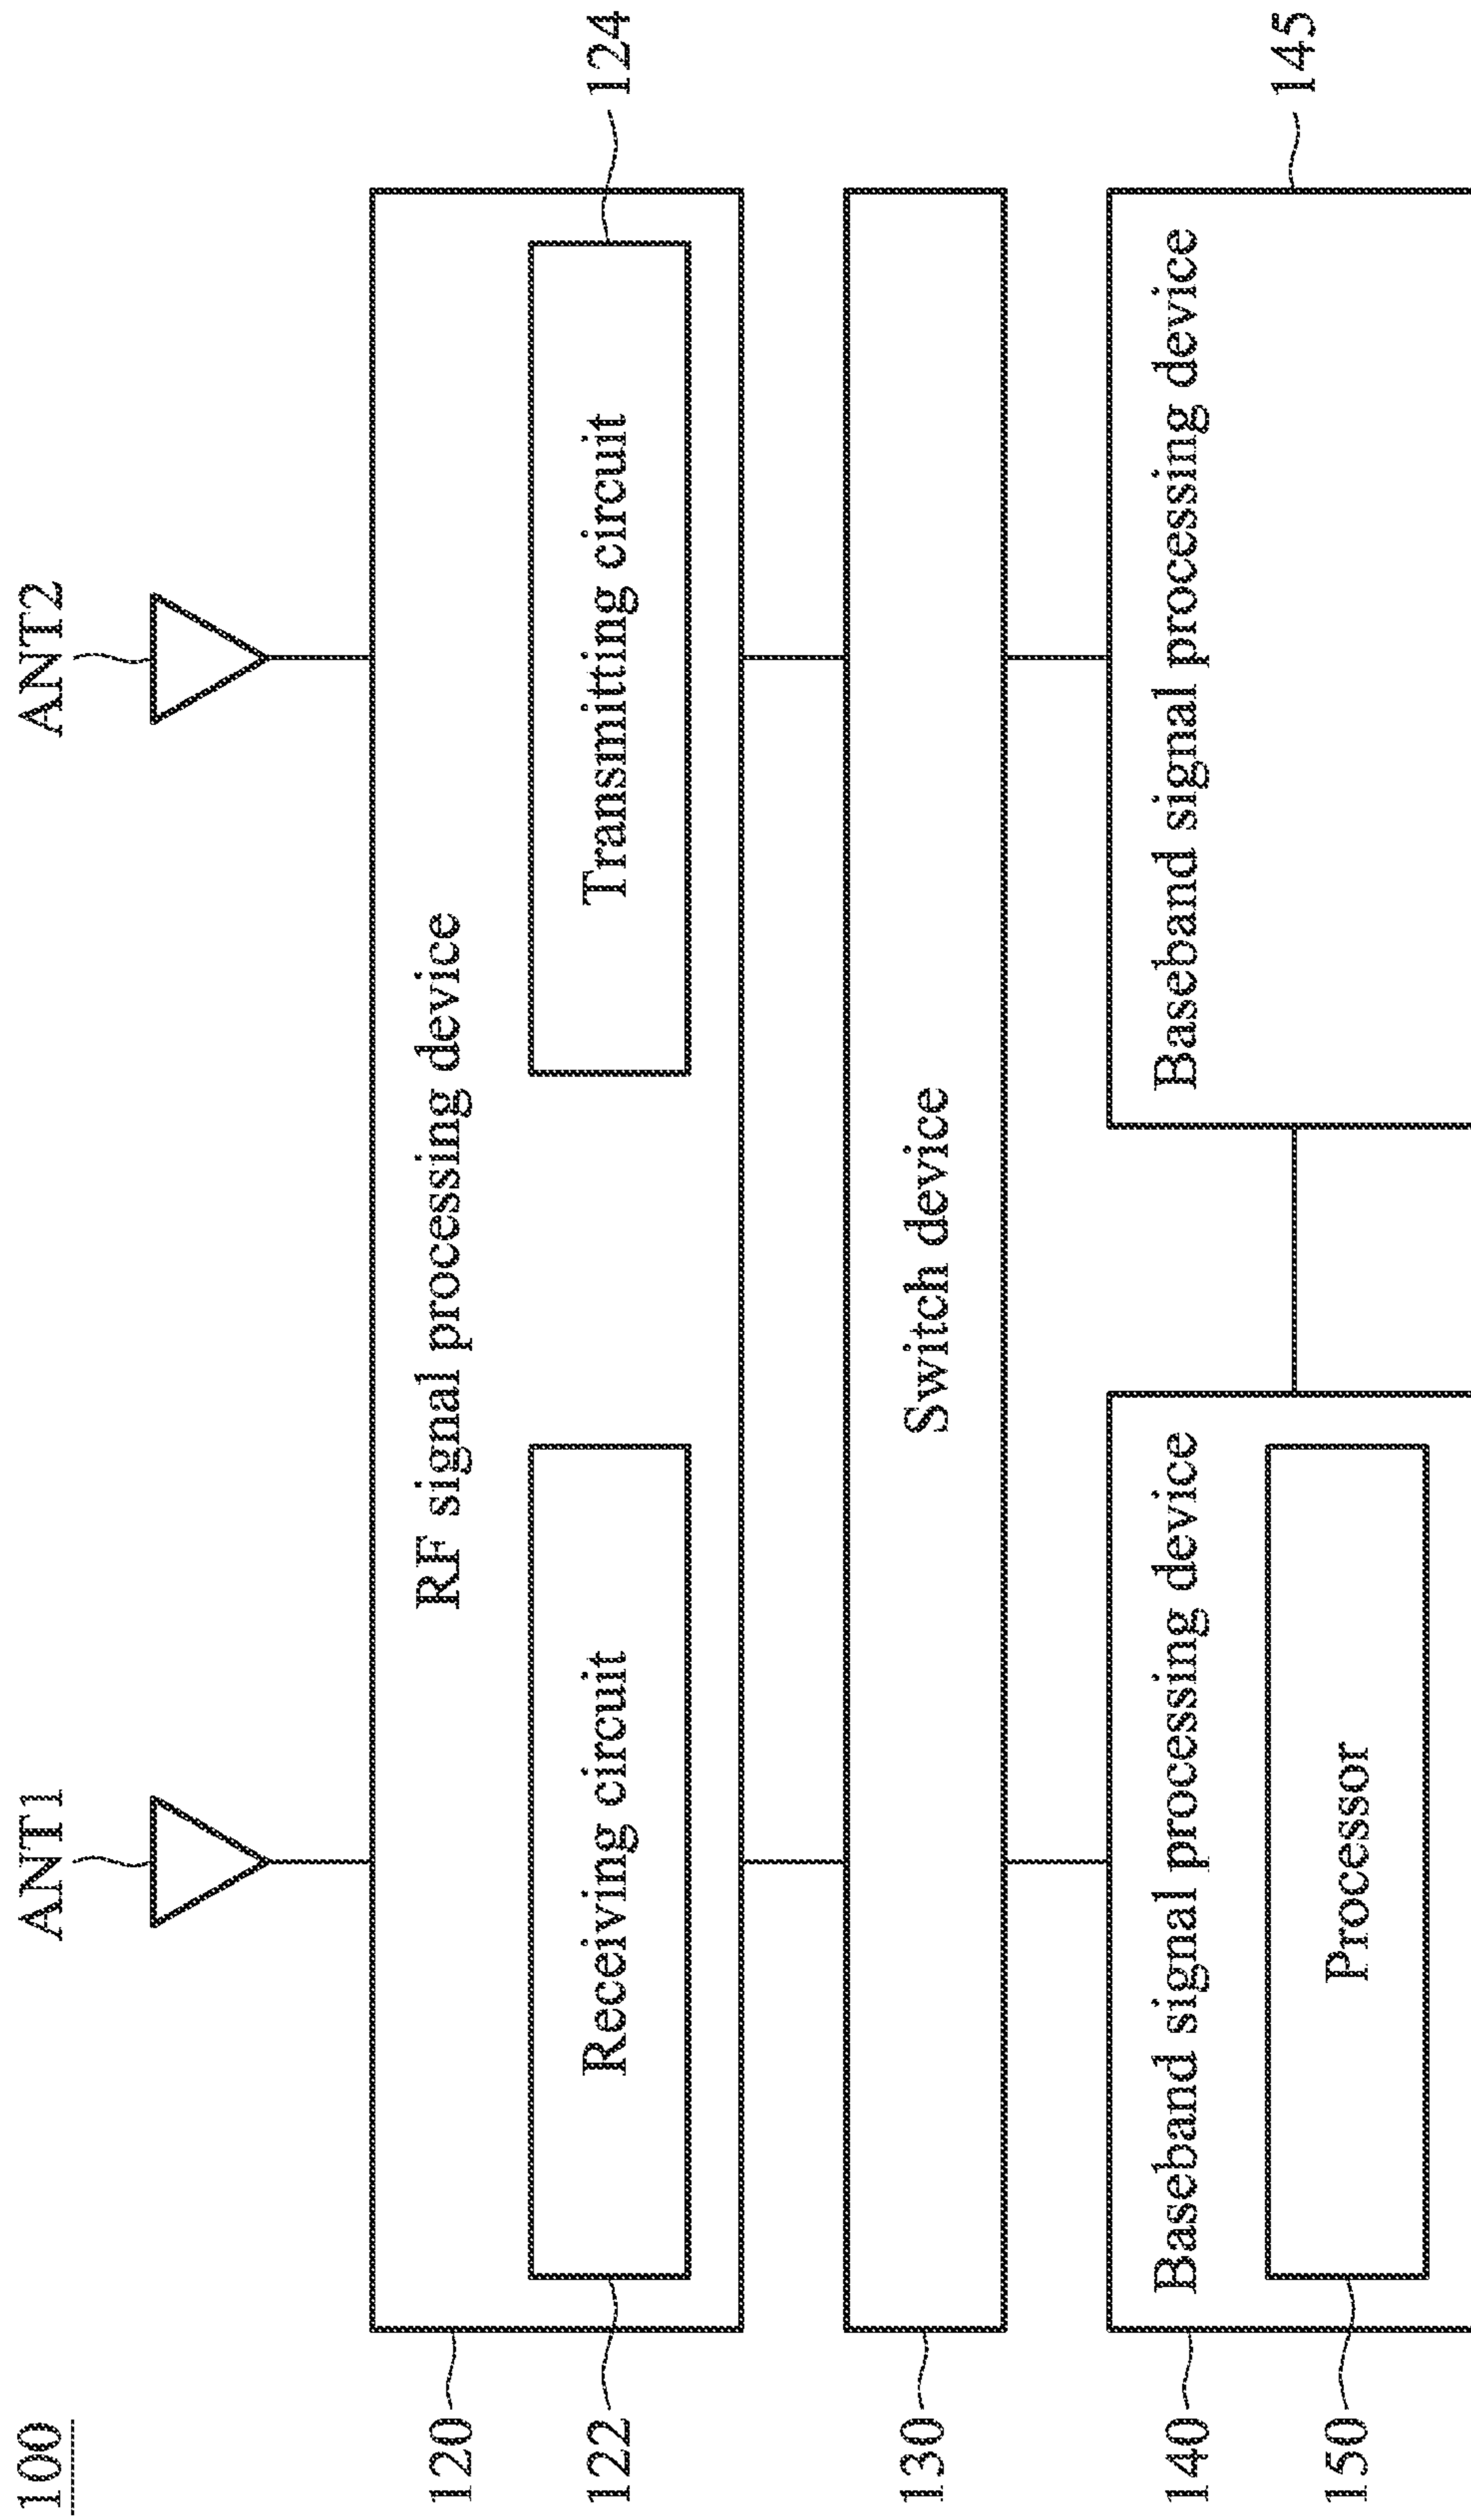 100
ANT1
ANT2
120
RF signal processing device
122
Receiving circuit
Transmitting circuit
124
130
Switch device
140
Baseband signal processing device
Baseband signal processing device
145
150
Processor